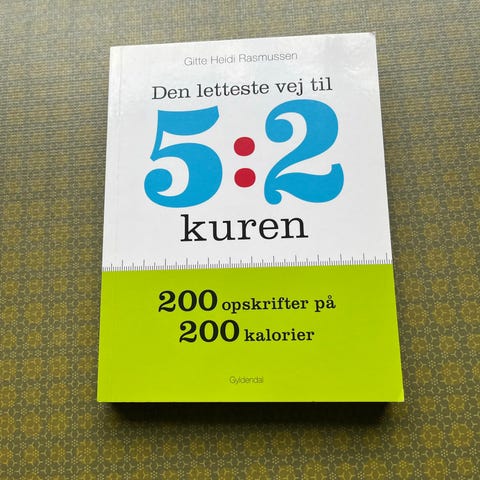 Gitte Heidi Rasmussen
Den letteste vej til
5:2
kuren
200 opskrifter på
200 kalorier
Gyldendal